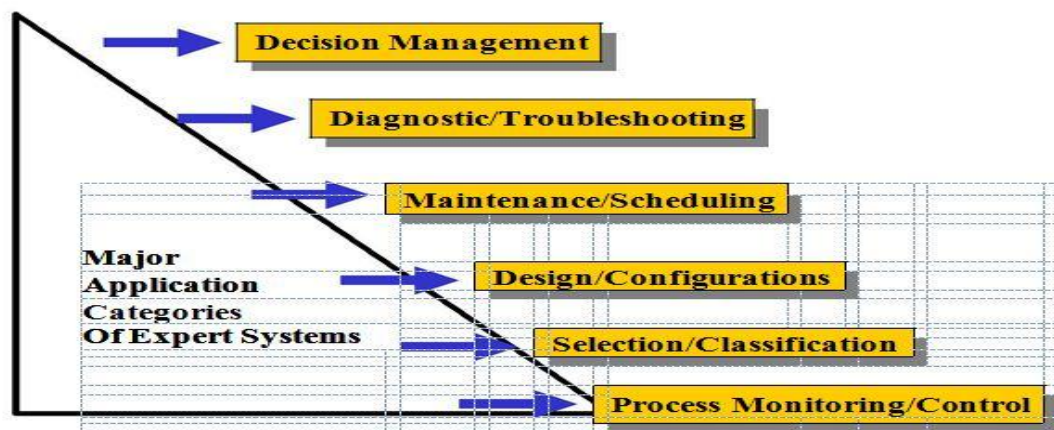 Decision Management
Diagnostic/Troubleshooting
Maintenance/Scheduling
Major
Application
Categories
Of Expert Systems
Design/Configurations
Selection/Classification
Process Monitoring/Control